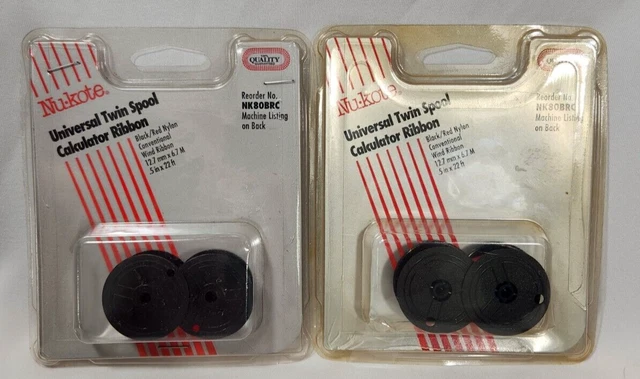 QUALITY
Nu-kote®
Reorder No.
NK80BRC
Machine Listing
on Back
Universal Twin Spool
Calculator Ribbon
Black/Red Nylon
Conventional
Wind Ribbon
12.7 mm x 6.7 M
.5 in x 22 ft
QUALITY
Nu-kote®
Reorder No.
NK80BRC
Machine Listing
on Back
Universal Twin Spool
Calculator Ribbon
Black/Red Nylon
Conventional
Wind Ribbon
12.7 mm x 6.7 M
.5 in x 22 ft